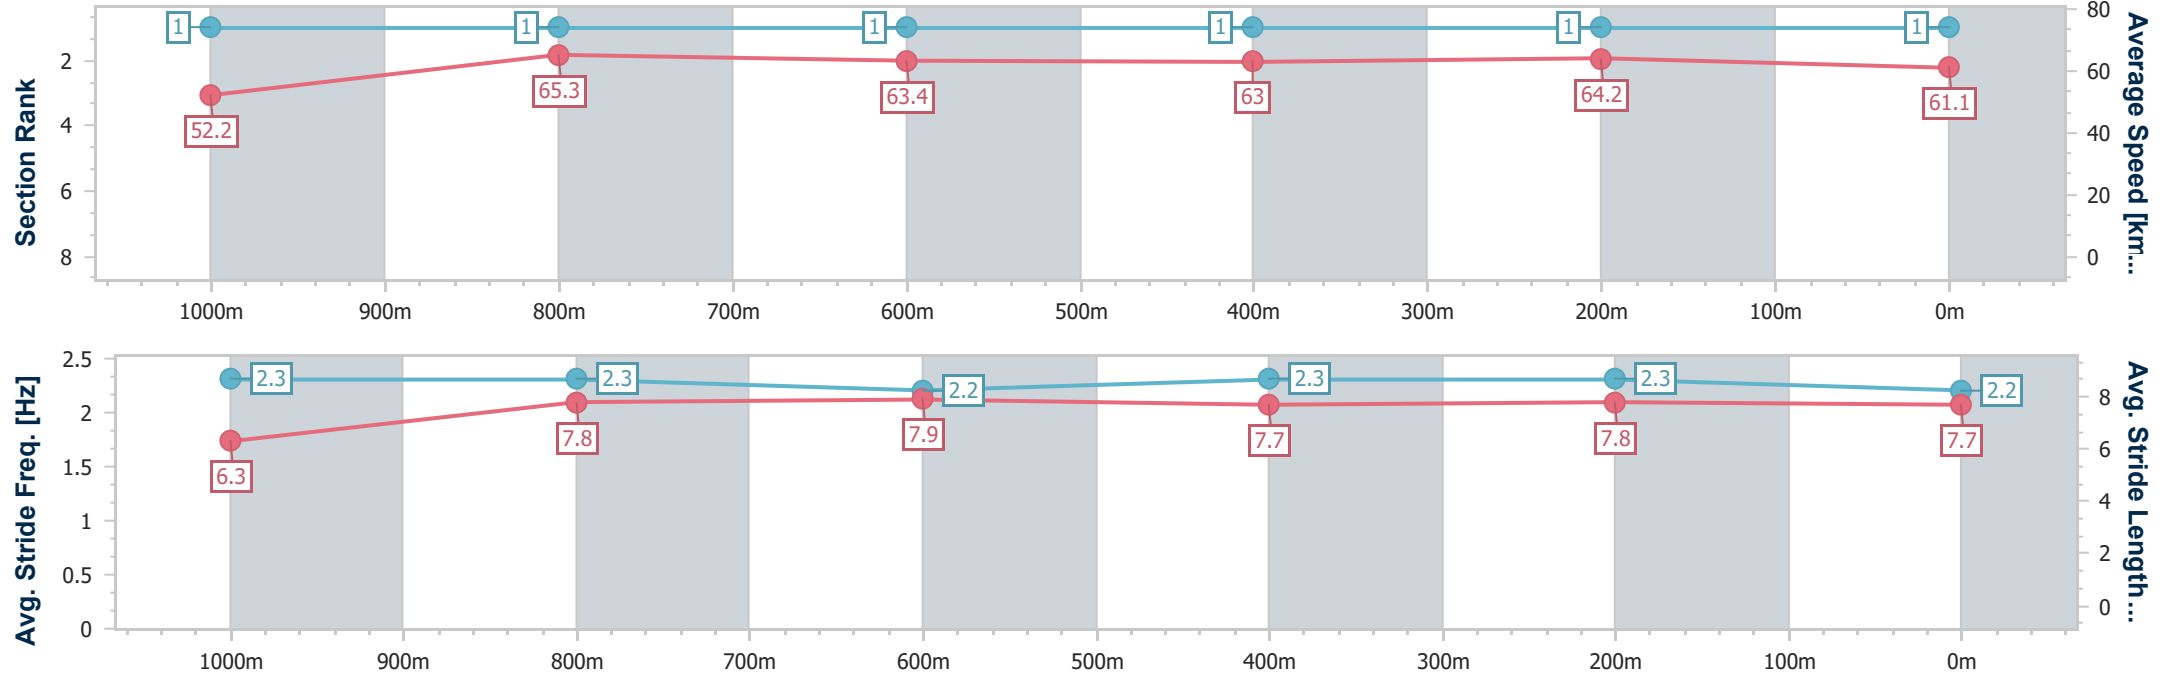 Section Rank
2
4
6
8
1
1
1
1
1
1
52.2
65.3
63.4
63
64.2
61.1
80
60
40
20
0
Average Speed [km...
1000m
900m
800m
700m
600m
500m
400m
300m
200m
100m
0m
Avg. Stride Freq. [Hz]
2.5
2
1.5
1
0.5
0
2.3
2.3
2.2
2.3
2.3
2.2
6.3
7.8
7.9
7.7
7.8
7.7
8
6
4
2
0
Avg. Stride Length...
1000m
900m
800m
700m
600m
500m
400m
300m
200m
100m
0m